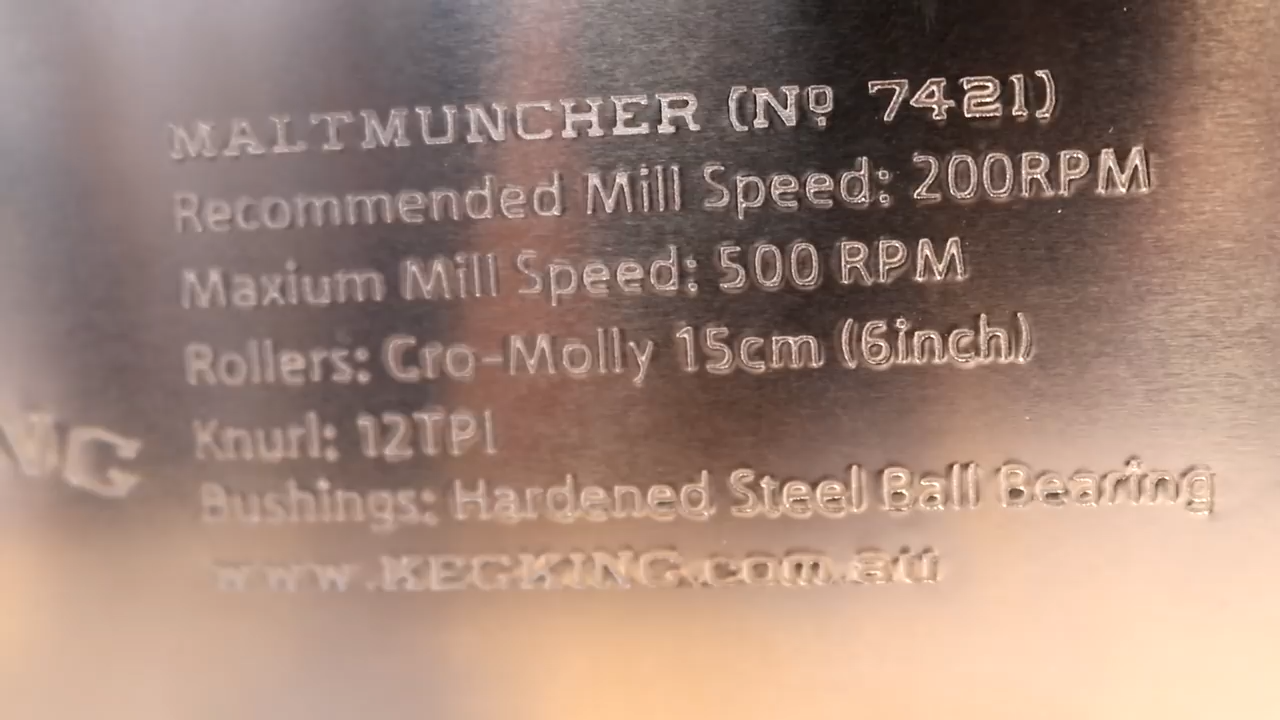 MALTMUNCHER (Nº 7421)
Recommended Mill Speed: 200RPM
Maxium Mill Speed: 500 RPM
Rollers: Cro-Molly 15cm (6inch)
Knurl: 12TPI
NG
Bushings: Hardened Steel Ball Bearing
www.KEGKING.com.au